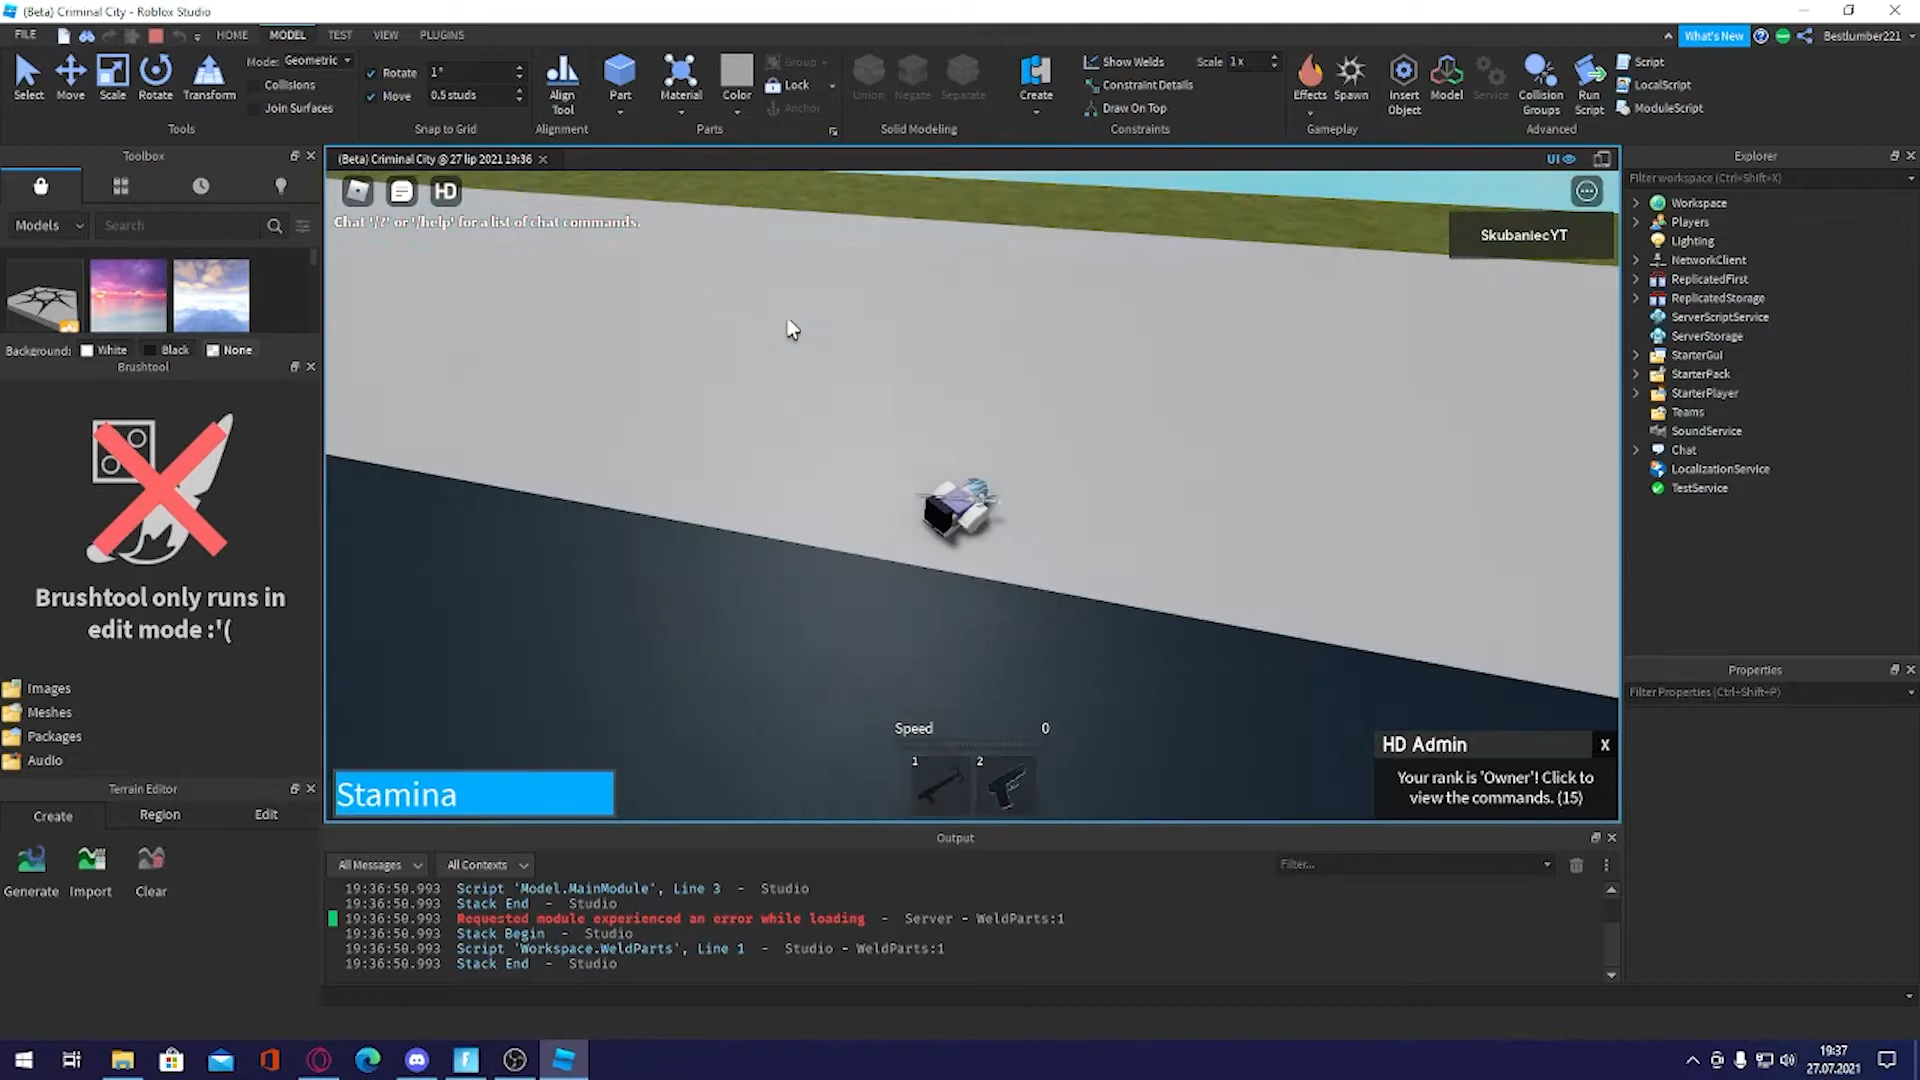 (Beta) Criminal City - Roblox Studio
FILE HOME MODEL TEST VIEW PLUGINS What's New Bestlumber221
Select Move Scale Rotate Transform
Mode: Geometric
Collisions
Join Surfaces
Tools
Rotate 1°
Move 0.5 studs
Snap to Grid
Align Tool
Alignment
Part Material Color
Group
Lock
Anchor
Parts
Union Negate Separate
Solid Modeling
Create
Show Welds Scale 1x
Constraint Details
Draw On Top
Constraints
Effects Spawn
Gameplay
Insert Object Model Service Collision Groups Run Script
Script
LocalScript
ModuleScript
Advanced
Toolbox
Models Search
Background: White Black None
Brushtool
Brushtool only runs in
edit mode :'(
Images
Meshes
Packages
Audio
Terrain Editor
Create Region Edit
Generate Import Clear
(Beta) Criminal City @ 27 lip 2021 19:36
UI
HD
Chat '/?' or '/help' for a list of chat commands.
SkubaniecYT
Speed 0
1 2
Stamina
HD Admin X
Your rank is 'Owner'! Click to
view the commands. (15)
Output
All Messages All Contexts Filter...
19:36:50.993 Script 'Model.MainModule', Line 3 - Studio
19:36:50.993 Stack End - Studio
19:36:50.993 Requested module experienced an error while loading - Server - WeldParts:1
19:36:50.993 Stack Begin - Studio
19:36:50.993 Script 'Workspace.WeldParts', Line 1 - Studio - WeldParts:1
19:36:50.993 Stack End - Studio
Explorer
Filter workspace (Ctrl+Shift+X)
Workspace
Players
Lighting
NetworkClient
ReplicatedFirst
ReplicatedStorage
ServerScriptService
ServerStorage
StarterGui
StarterPack
StarterPlayer
Teams
SoundService
Chat
LocalizationService
TestService
Properties
Filter Properties (Ctrl+Shift+P)
19:37
27.07.2021